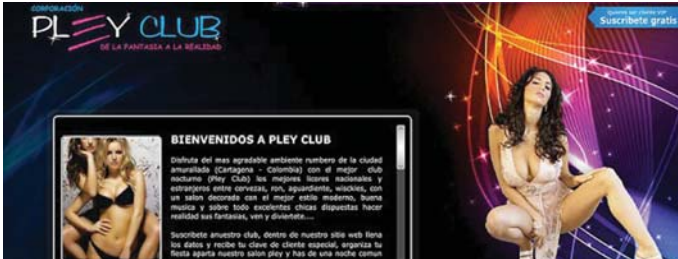 CORPORACIÓN
PLEY CLUB
DE LA FANTASIA A LA REALIDAD
Quieres ser cliente VIP
Suscribete gratis
BIENVENIDOS A PLEY CLUB
Disfruta del mas agradable ambiente rumbero de la ciudad
amurallada (Cartagena - Colombia) con el mejor club
nocturno (Pley Club) los mejores licores nacionales y
estranjeros entre cervezas, ron, aguardiente, wisckies, con
un salon decorado con el mejor estilo moderno, buena
musica y sobre todo excelentes chicas dispuestas hacer
realidad sus fantasias, ven y diviertete....
Suscribete anuestro club, dentro de nuestro sitio web llena
los datos y recibe tu clave de cliente especial, organiza tu
fiesta aparta nuestro salon pley y has de una noche comun